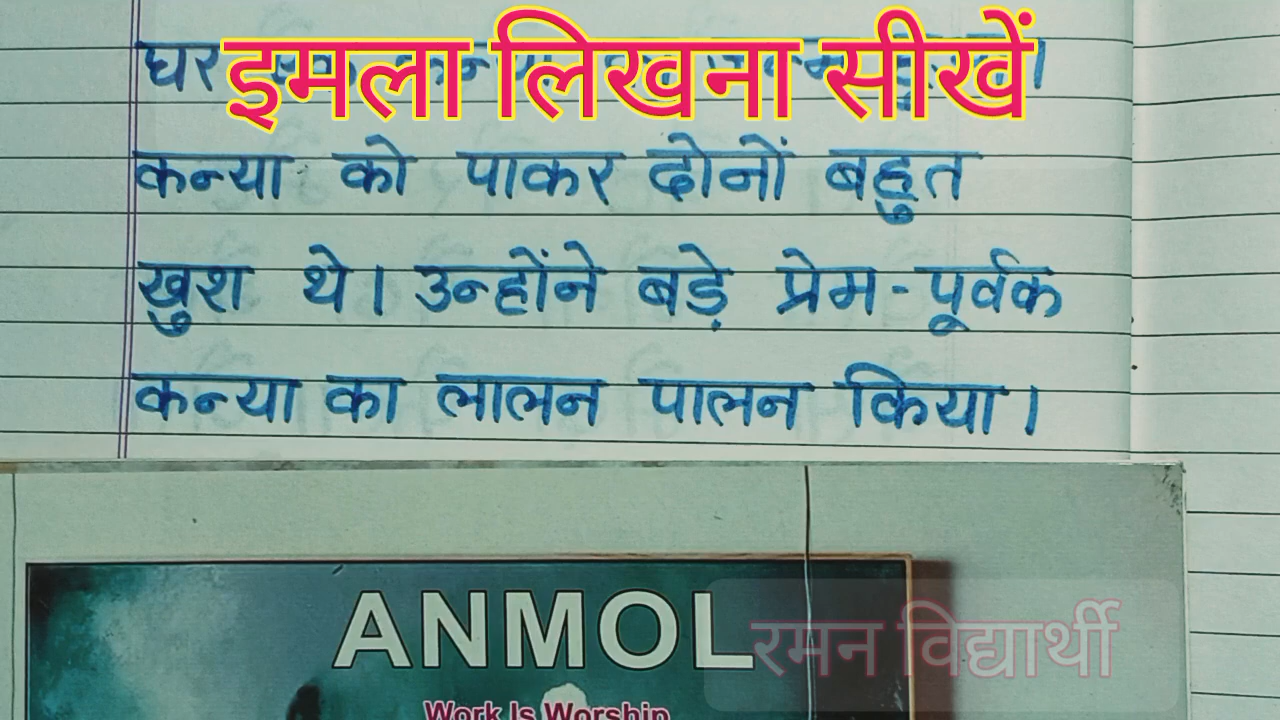 इमला लिखना सीखें
घर
कन्या को पाकर दोनों बहुत
खुश थे। उन्होंने बड़े प्रेम-पूर्वक
कन्या का लालन पालन किया।
ANMOL
रमन विद्यार्थी
Work Is Worship